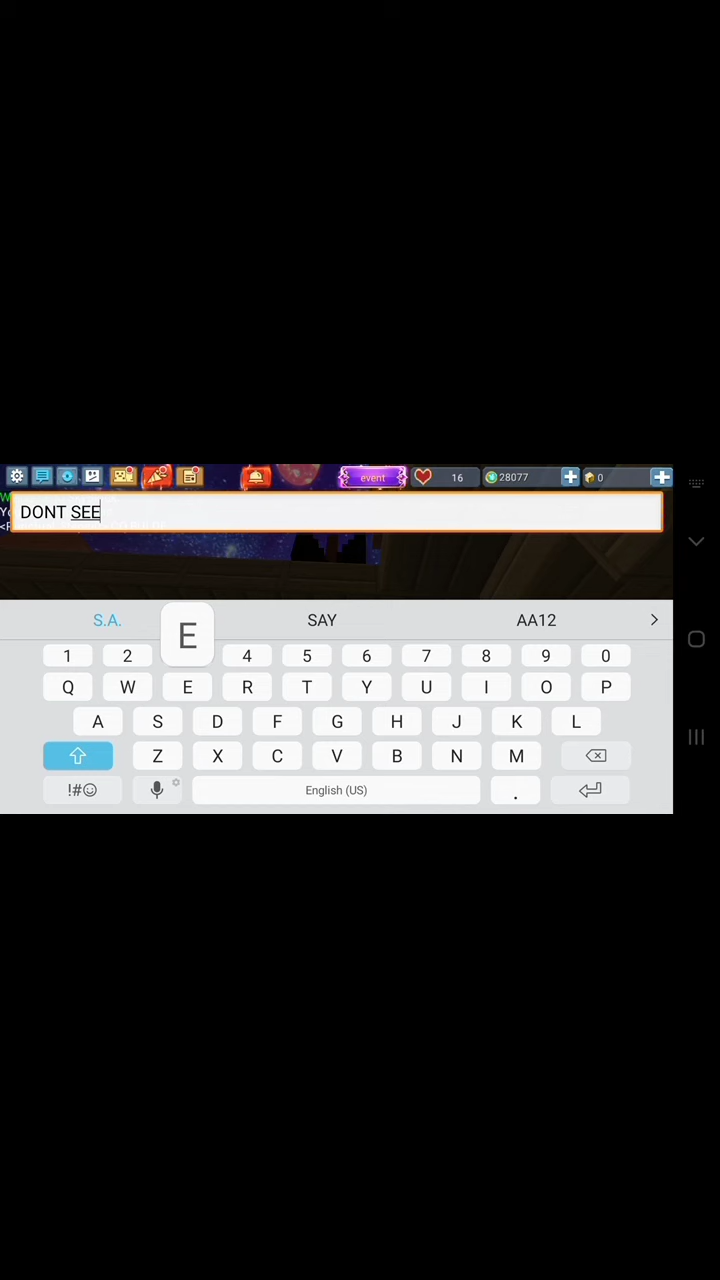 event
16
28077
0
DONT SEE
S.A.
SAY
AA12
E
1 2 4 5 6 7 8 9 0
Q W E R T Y U I O P
A S D F G H J K L
Z X C V B N M
!#☺ English (US) .